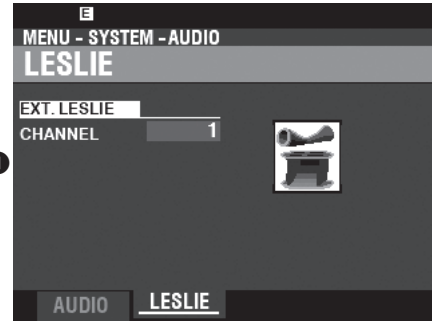 E
MENU - SYSTEM - AUDIO
LESLIE
EXT. LESLIE
CHANNEL 1
AUDIO LESLIE